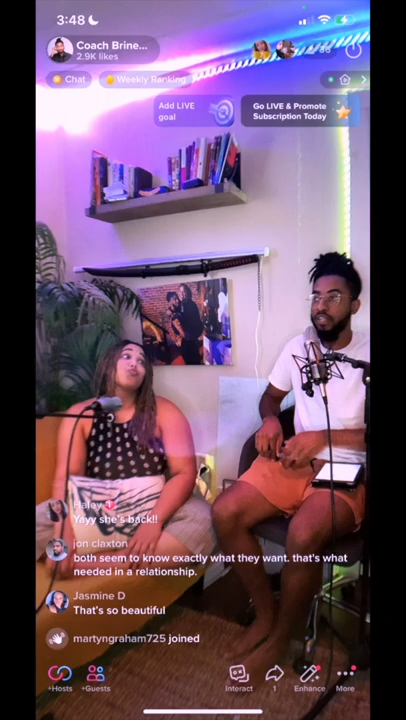 3:48
Coach Brine...
2.9K likes
Chat
Weekly Ranking
Add LIVE
goal
Go LIVE & Promote
Subscription Today
Haley
Yayy she's back!!
jon claxton
both seem to know exactly what they want. that's what
needed in a relationship.
Jasmine D
That's so beautiful
martyngraham725 joined
+Hosts
+Guests
Interact
1
Enhance
More